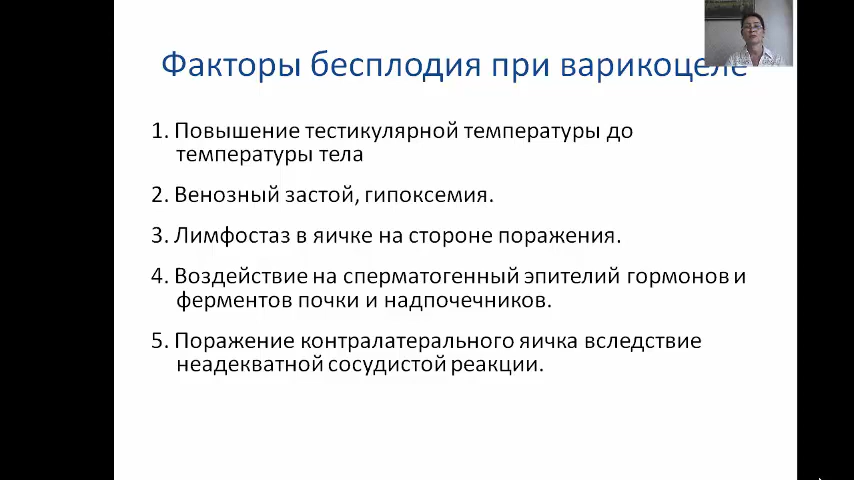 Факторы бесплодия при варикоцеле
1. Повышение тестикулярной температуры до
температуры тела
2. Венозный застой, гипоксемия.
3. Лимфостаз в яичке на стороне поражения.
4. Воздействие на сперматогенный эпителий гормонов и
ферментов почки и надпочечников.
5. Поражение контралатерального яичка вследствие
неадекватной сосудистой реакции.